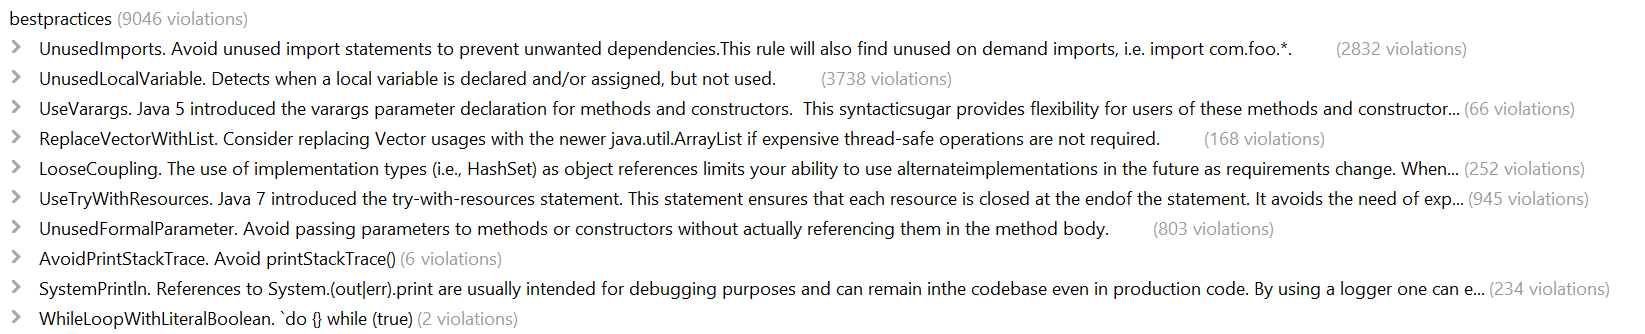 bestpractices (9046 violations)
UnusedImports. Avoid unused import statements to prevent unwanted dependencies.This rule will also find unused on demand imports, i.e. import com.foo.*. (2832 violations)
UnusedLocalVariable. Detects when a local variable is declared and/or assigned, but not used. (3738 violations)
UseVarargs. Java 5 introduced the varargs parameter declaration for methods and constructors.  This syntacticsugar provides flexibility for users of these methods and constructor... (66 violations)
ReplaceVectorWithList. Consider replacing Vector usages with the newer java.util.ArrayList if expensive thread-safe operations are not required. (168 violations)
LooseCoupling. The use of implementation types (i.e., HashSet) as object references limits your ability to use alternateimplementations in the future as requirements change. When... (252 violations)
UseTryWithResources. Java 7 introduced the try-with-resources statement. This statement ensures that each resource is closed at the endof the statement. It avoids the need of exp... (945 violations)
UnusedFormalParameter. Avoid passing parameters to methods or constructors without actually referencing them in the method body. (803 violations)
AvoidPrintStackTrace. Avoid printStackTrace() (6 violations)
SystemPrintln. References to System.(out|err).print are usually intended for debugging purposes and can remain inthe codebase even in production code. By using a logger one can e... (234 violations)
WhileLoopWithLiteralBoolean. `do {} while (true) (2 violations)